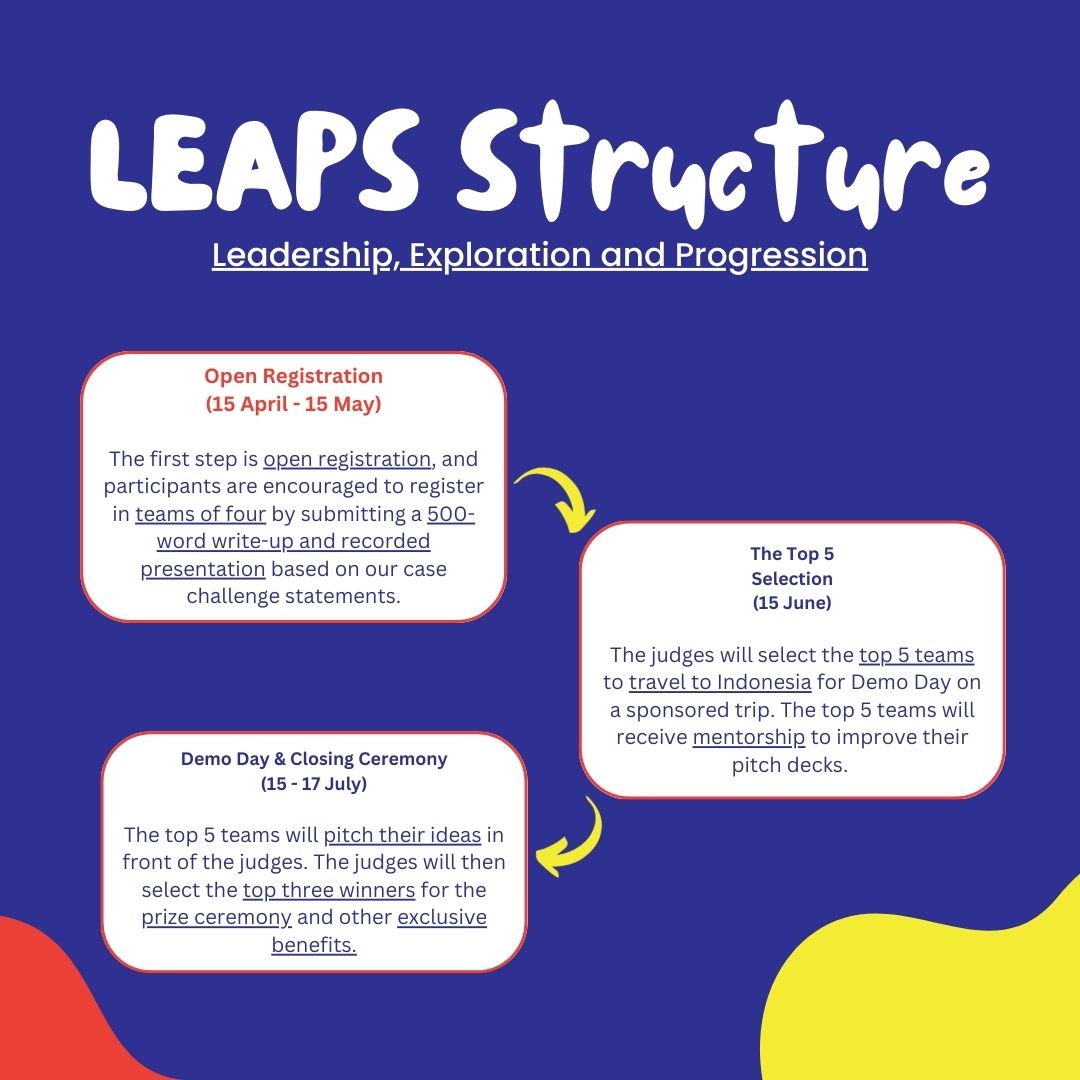 LEAPS Structure
Leadership, Exploration and Progression
Open Registration
(15 April - 15 May)
The first step is open registration, and
participants are encouraged to register
in teams of four by submitting a 500-
word write-up and recorded
presentation based on our case
challenge statements.
The Top 5
Selection
(15 June)
The judges will select the top 5 teams
to travel to Indonesia for Demo Day on
a sponsored trip. The top 5 teams will
receive mentorship to improve their
pitch decks.
Demo Day & Closing Ceremony
(15 - 17 July)
The top 5 teams will pitch their ideas in
front of the judges. The judges will then
select the top three winners for the
prize ceremony and other exclusive
benefits.